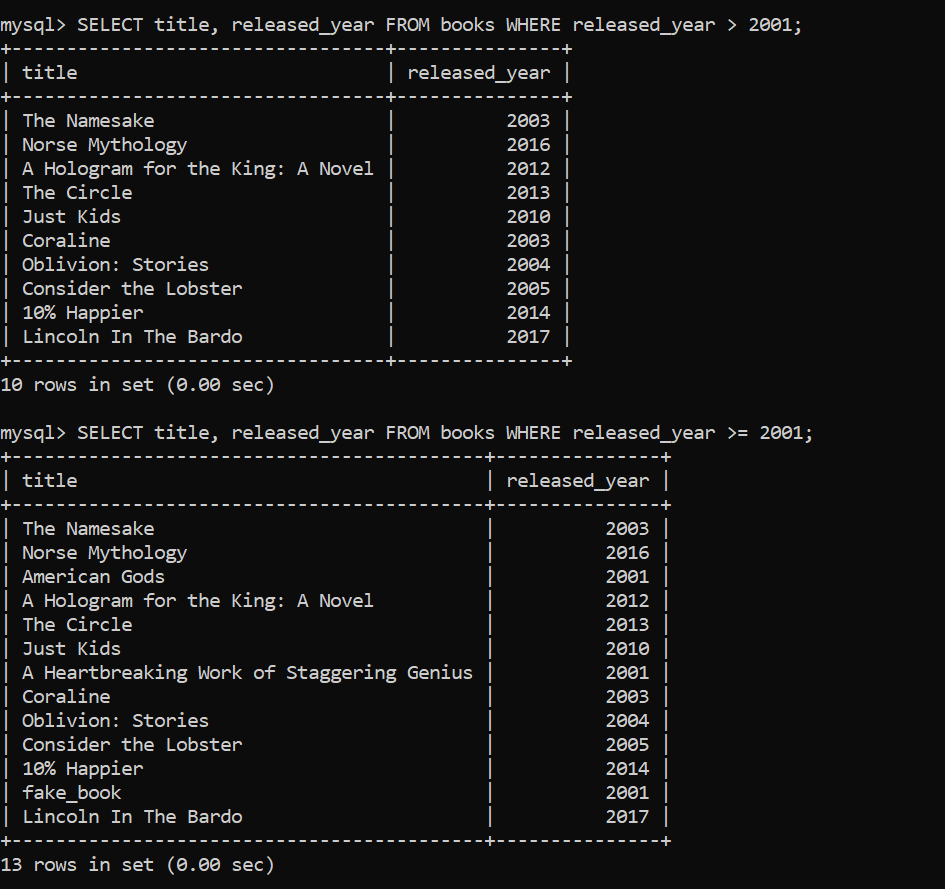 mysql> SELECT title, released_year FROM books WHERE released_year > 2001;
+----------------------------------+---------------+
| title                            | released_year |
+----------------------------------+---------------+
| The Namesake                     |          2003 |
| Norse Mythology                  |          2016 |
| A Hologram for the King: A Novel |          2012 |
| The Circle                       |          2013 |
| Just Kids                        |          2010 |
| Coraline                         |          2003 |
| Oblivion: Stories                |          2004 |
| Consider the Lobster             |          2005 |
| 10% Happier                      |          2014 |
| Lincoln In The Bardo             |          2017 |
+----------------------------------+---------------+
10 rows in set (0.00 sec)

mysql> SELECT title, released_year FROM books WHERE released_year >= 2001;
+-------------------------------------------+---------------+
| title                                     | released_year |
+-------------------------------------------+---------------+
| The Namesake                              |          2003 |
| Norse Mythology                           |          2016 |
| American Gods                             |          2001 |
| A Hologram for the King: A Novel          |          2012 |
| The Circle                                |          2013 |
| Just Kids                                 |          2010 |
| A Heartbreaking Work of Staggering Genius |          2001 |
| Coraline                                  |          2003 |
| Oblivion: Stories                         |          2004 |
| Consider the Lobster                      |          2005 |
| 10% Happier                               |          2014 |
| fake_book                                 |          2001 |
| Lincoln In The Bardo                      |          2017 |
+-------------------------------------------+---------------+
13 rows in set (0.00 sec)